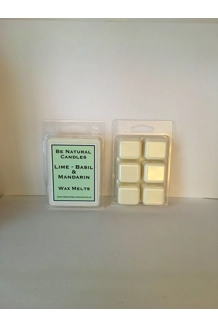 Be Natural
Candles
Lime - Basil
&
Mandarin
Wax Melts